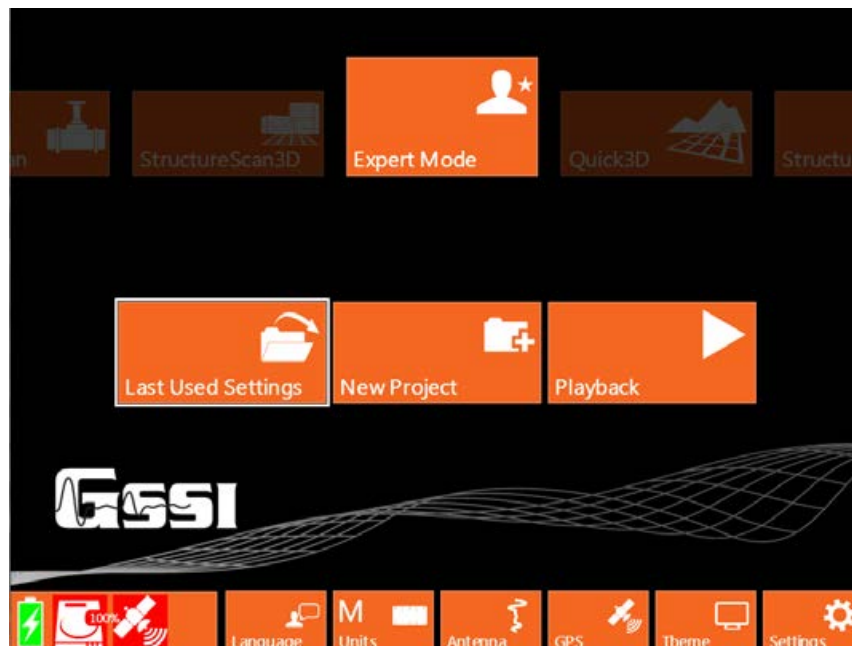 StructureScan3D
Expert Mode
Quick3D
Last Used Settings
New Project
Playback
GSSI
100%
Language
M
Units
Antenna
GPS
Theme
Settings